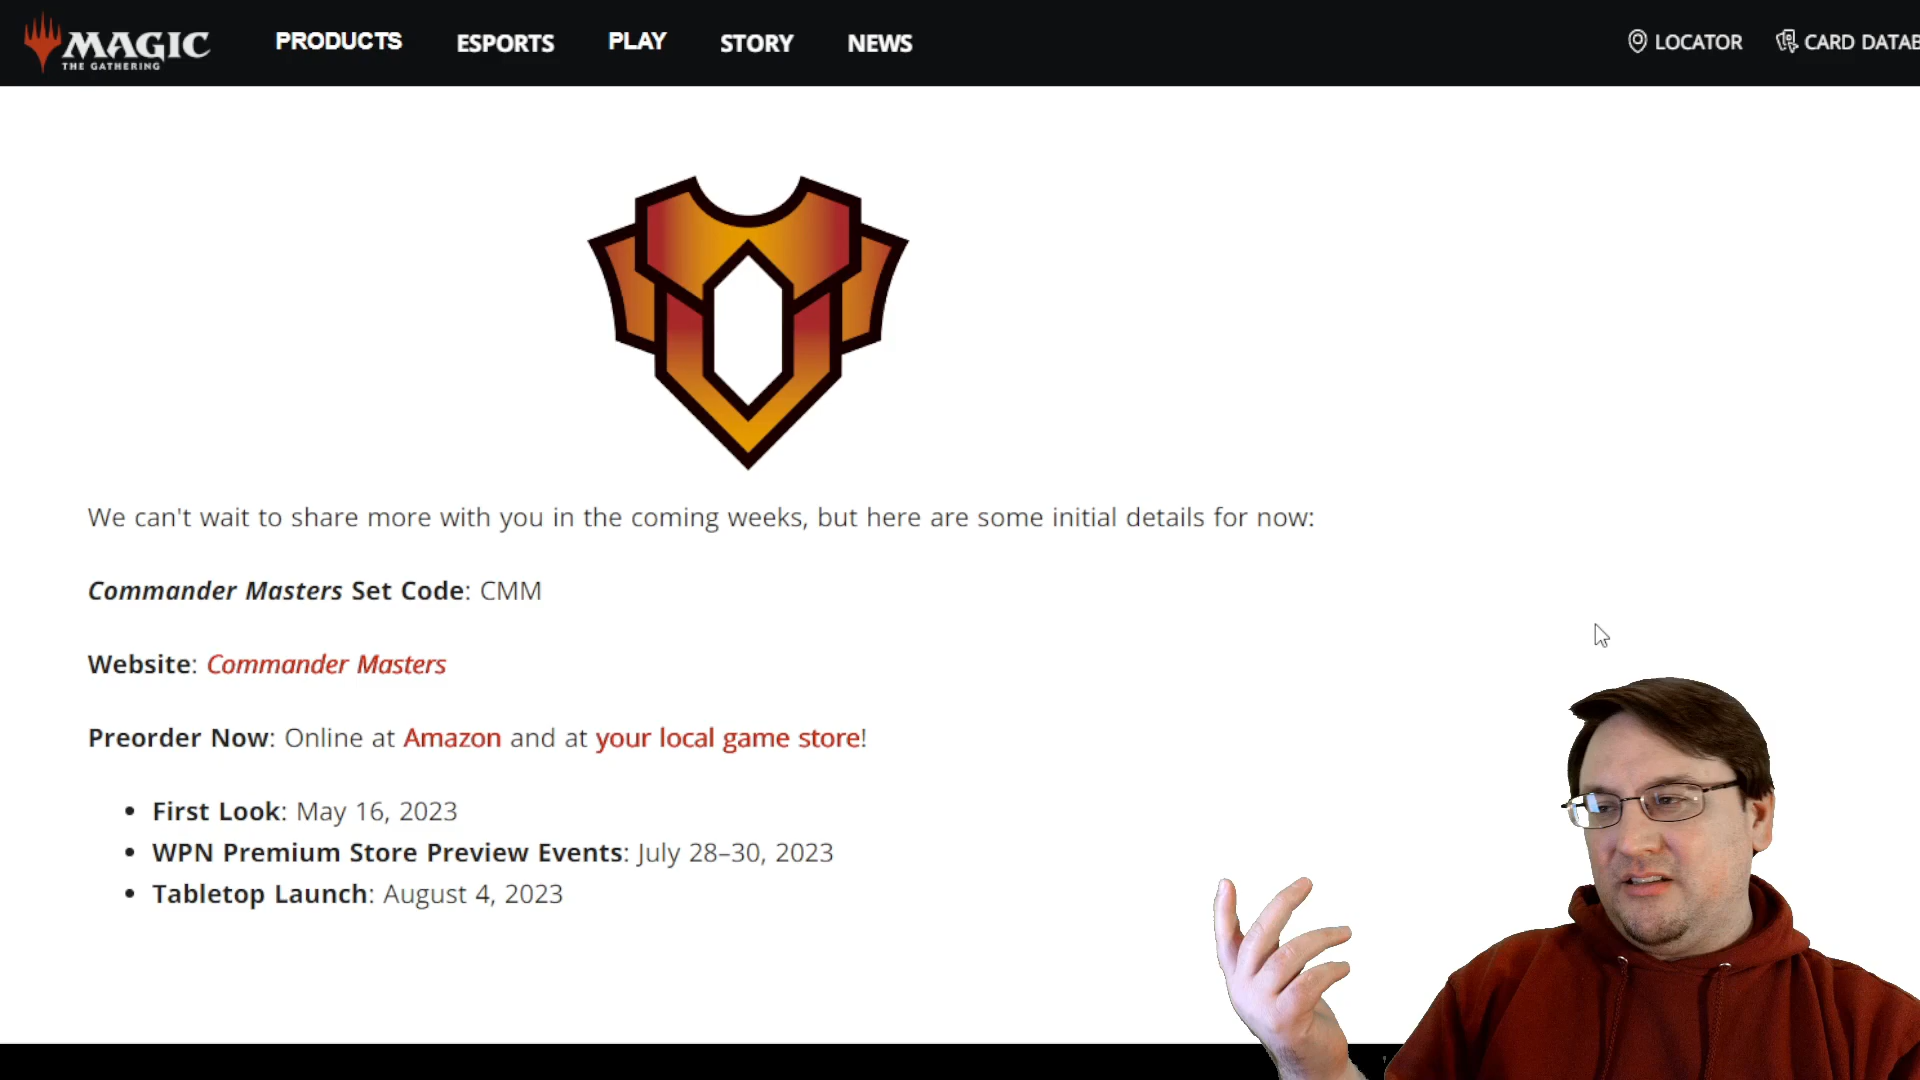 MAGIC
THE GATHERING
PRODUCTS ESPORTS PLAY STORY NEWS
LOCATOR CARD DATAB
We can't wait to share more with you in the coming weeks, but here are some initial details for now:
Commander Masters Set Code: CMM
Website: Commander Masters
Preorder Now: Online at Amazon and at your local game store!
• First Look: May 16, 2023
• WPN Premium Store Preview Events: July 28–30, 2023
• Tabletop Launch: August 4, 2023